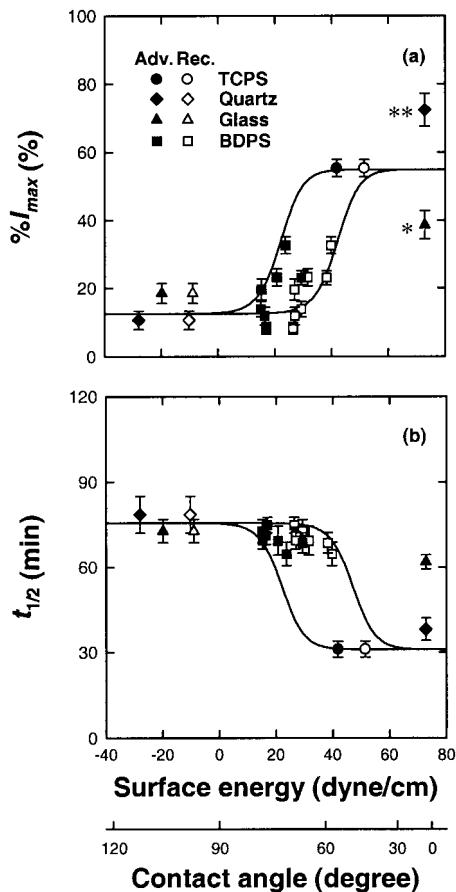 100
80
60
40
20
0
%I_max (%)
(a)
Adv. Rec.
TCPS
Quartz
Glass
BDPS
**
*
120
90
60
30
0
t_1/2 (min)
(b)
-40 -20 0 20 40 60 80
Surface energy (dyne/cm)
120 90 60 30 0
Contact angle (degree)